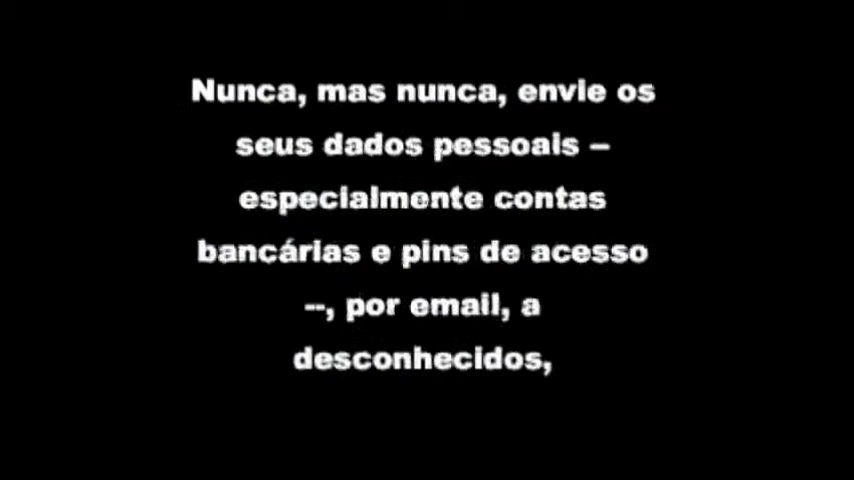 Nunca, mas nunca, envie os
seus dados pessoais –
especialmente contas
bancárias e pins de acesso
--, por email, a
desconhecidos,